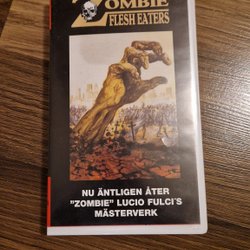 ZOMBIE
FLESH EATERS
NU ÄNTLIGEN ÅTER
"ZOMBIE" LUCIO FULCI'S
MÄSTERVERK